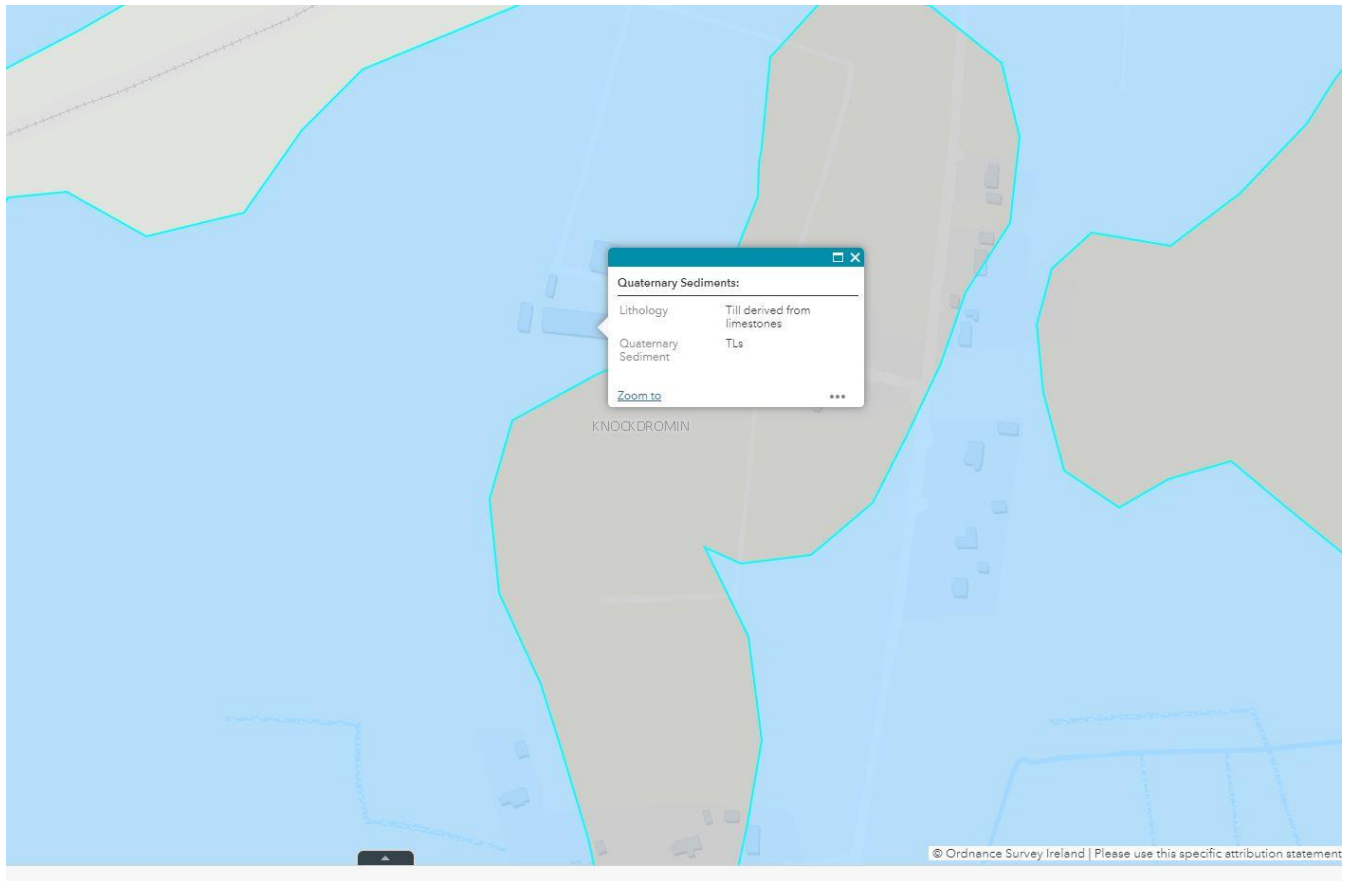 Quaternary Sediments:
Lithology Till derived from
limestones
Quaternary TLs
Sediment
Zoom to
KNOCKDROMIN
© Ordnance Survey Ireland | Please use this specific attribution statement